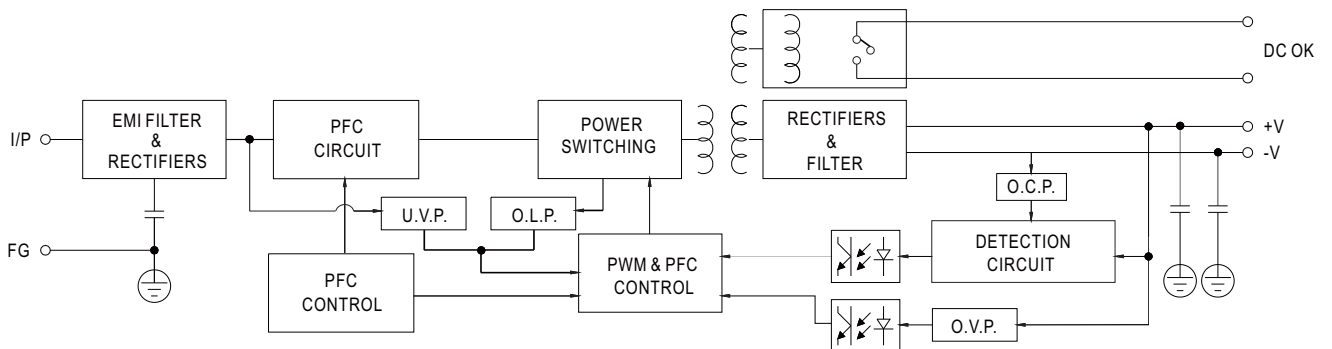 DC OK
I/P
EMI FILTER
&
RECTIFIERS
PFC
CIRCUIT
POWER
SWITCHING
RECTIFIERS
&
FILTER
+V
-V
O.C.P.
U.V.P.
O.L.P.
FG
PFC
CONTROL
PWM & PFC
CONTROL
DETECTION
CIRCUIT
O.V.P.